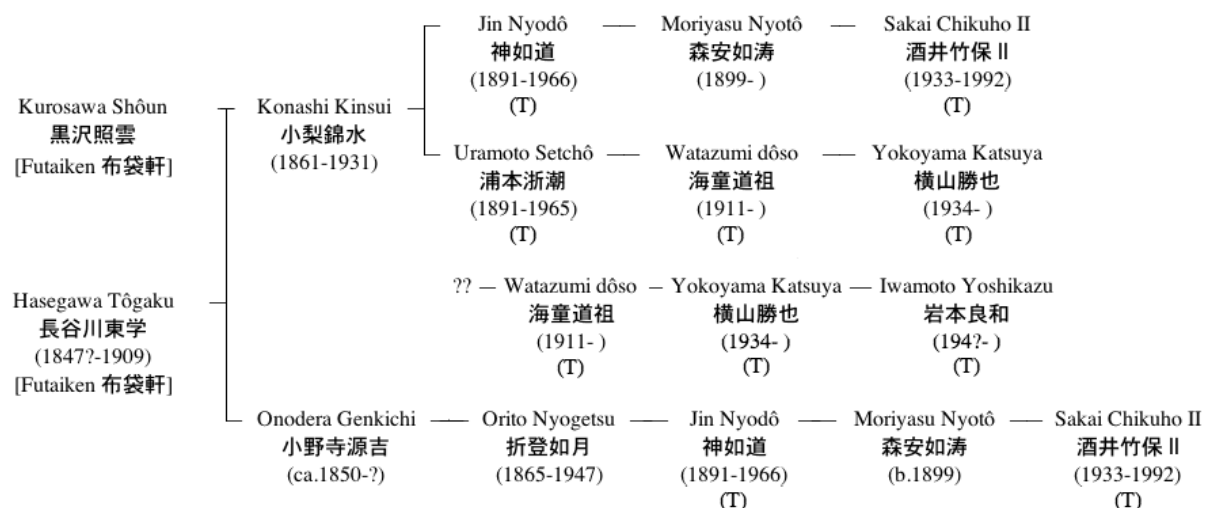 Jin Nyodô — Moriyasu Nyotô — Sakai Chikuho II
神如道 森安如涛 酒井竹保 II
(1891-1966) (1899- ) (1933-1992)
(T) (T)
Kurosawa Shôun Konashi Kinsui
黒沢照雲 小梨錦水
[Futaiken 布袋軒] (1861-1931)
Uramoto Setchô — Watazumi dôso — Yokoyama Katsuya
浦本浙潮 海童道祖 横山勝也
(1891-1965) (1911- ) (1934- )
(T) (T) (T)
Hasegawa Tôgaku
長谷川東学
(1847?-1909)
[Futaiken 布袋軒]
?? — Watazumi dôso — Yokoyama Katsuya — Iwamoto Yoshikazu
海童道祖 横山勝也 岩本良和
(1911- ) (1934- ) (194?- )
(T) (T) (T)
Onodera Genkichi — Orito Nyogetsu — Jin Nyodô — Moriyasu Nyotô — Sakai Chikuho II
小野寺源吉 折登如月 神如道 森安如涛 酒井竹保 II
(ca.1850-?) (1865-1947) (1891-1966) (b.1899) (1933-1992)
(T) (T)